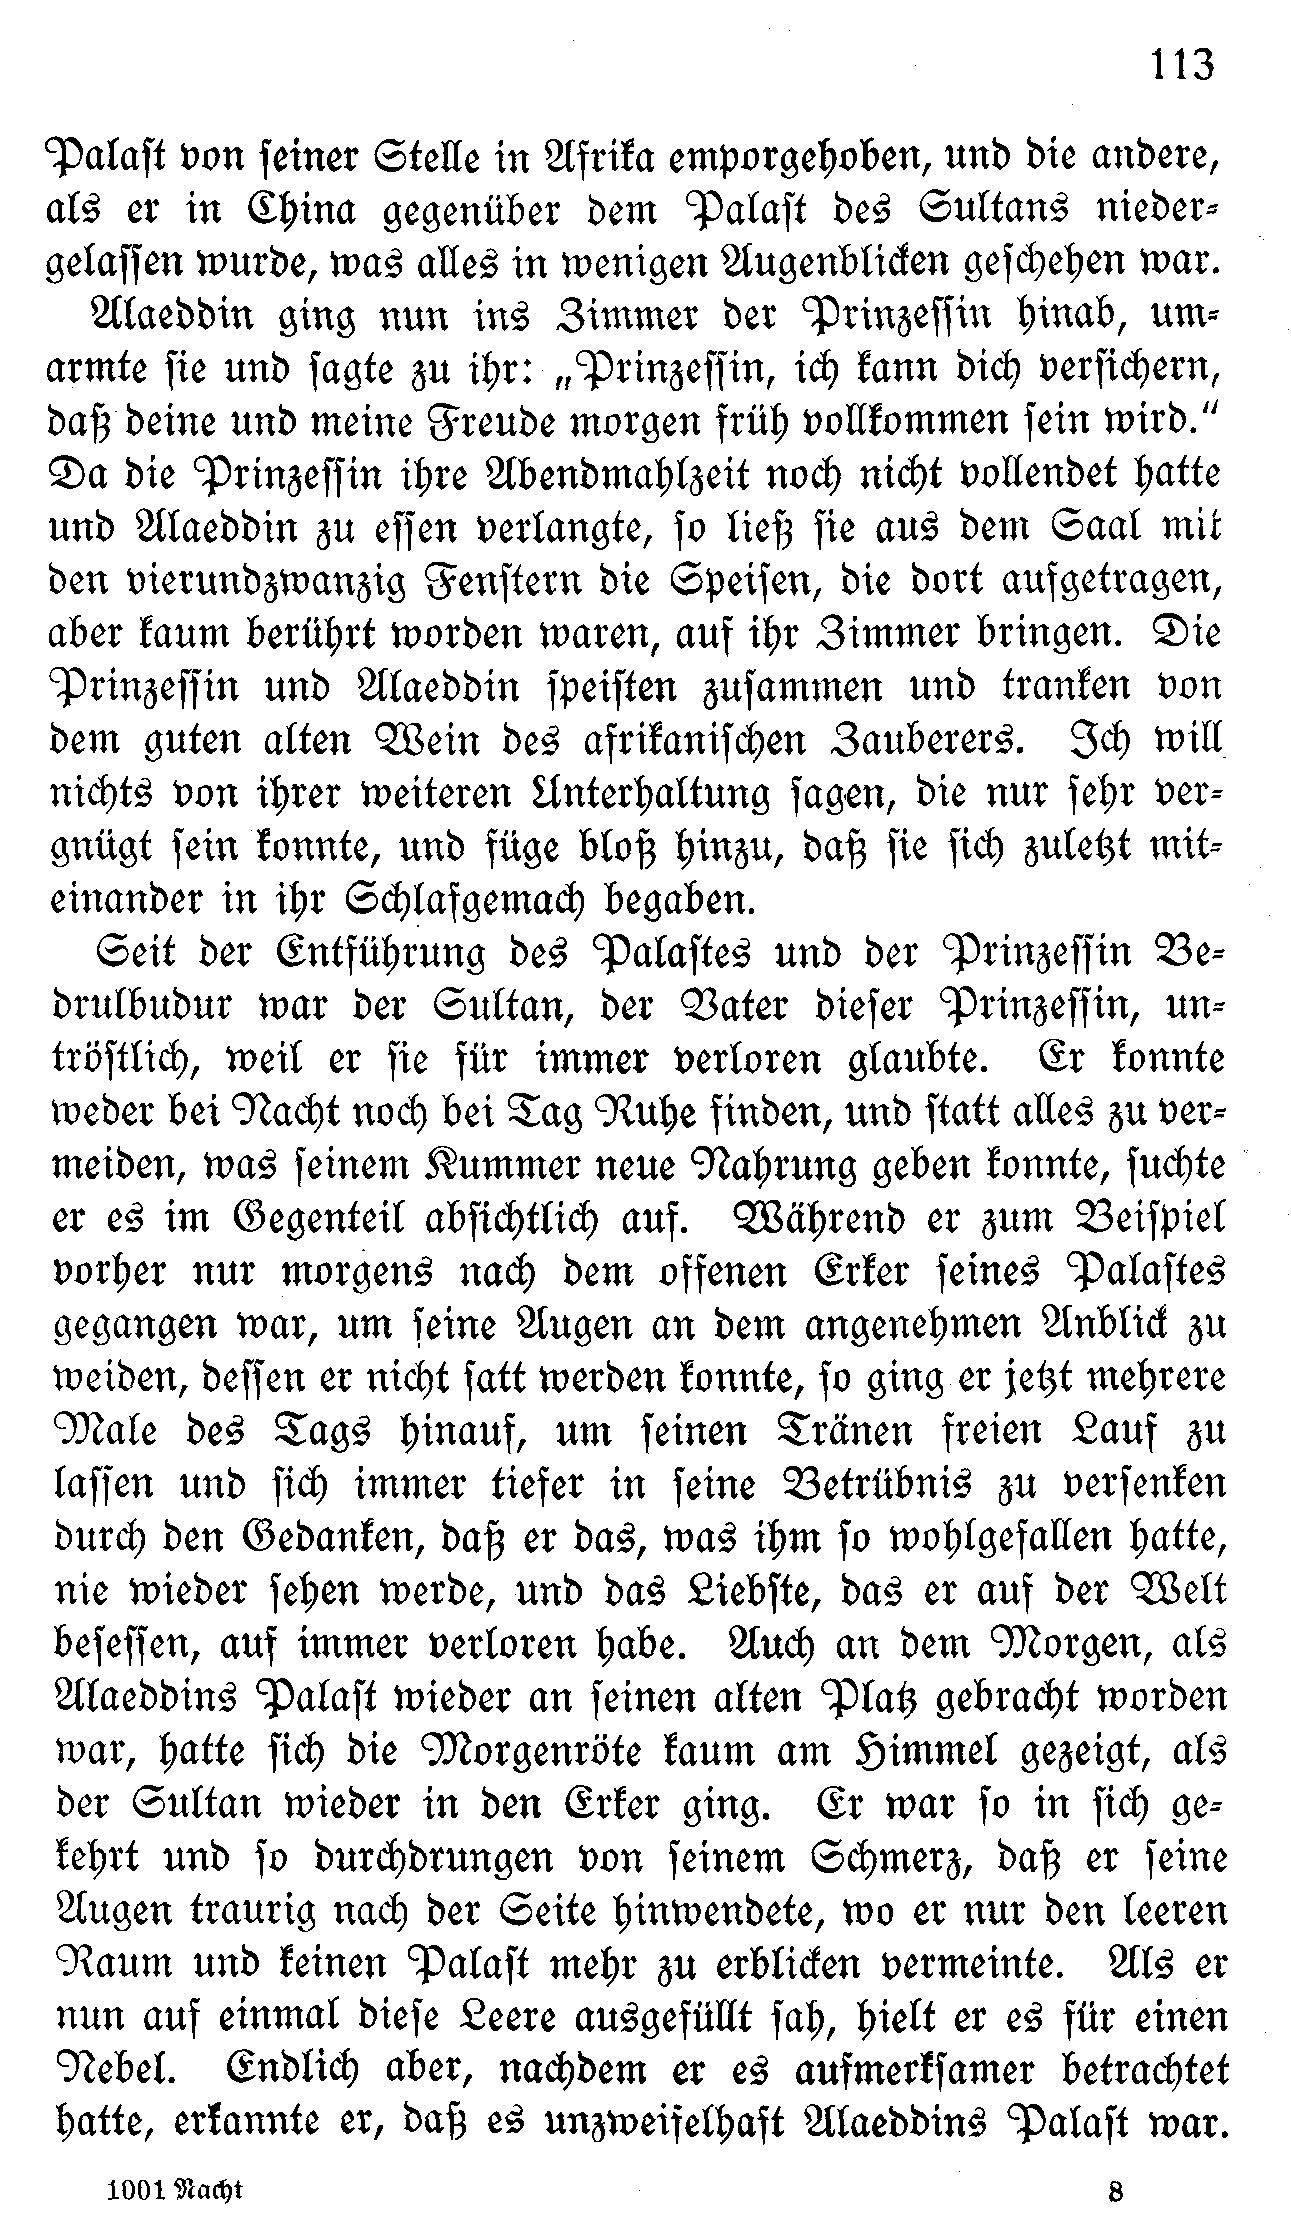 113
Palast von seiner Stelle in Afrika emporgehoben, und die andere,
als er in China gegenüber dem Palast des Sultans nieder-
gelassen wurde, was alles in wenigen Augenblicken geschehen war.
Alaeddin ging nun ins Zimmer der Prinzessin hinab, um-
armte sie und sagte zu ihr: „Prinzessin, ich kann dich versichern,
daß deine und meine Freude morgen früh vollkommen sein wird.“
Da die Prinzessin ihre Abendmahlzeit noch nicht vollendet hatte
und Alaeddin zu essen verlangte, so ließ sie aus dem Saal mit
den vierundzwanzig Fenstern die Speisen, die dort aufgetragen,
aber kaum berührt worden waren, auf ihr Zimmer bringen. Die
Prinzessin und Alaeddin speisten zusammen und tranken von
dem guten alten Wein des afrikanischen Zauberers. Ich will
nichts von ihrer weiteren Unterhaltung sagen, die nur sehr ver-
gnügt sein konnte, und füge bloß hinzu, daß sie sich zuletzt mit-
einander in ihr Schlafgemach begaben.
Seit der Entführung des Palastes und der Prinzessin Be-
drulbudur war der Sultan, der Vater dieser Prinzessin, un-
tröstlich, weil er sie für immer verloren glaubte. Er konnte
weder bei Nacht noch bei Tag Ruhe finden, und statt alles zu ver-
meiden, was seinem Kummer neue Nahrung geben konnte, suchte
er es im Gegenteil absichtlich auf. Während er zum Beispiel
vorher nur morgens nach dem offenen Erker seines Palastes
gegangen war, um seine Augen an dem angenehmen Anblick zu
weiden, dessen er nicht satt werden konnte, so ging er jetzt mehrere
Male des Tags hinauf, um seinen Tränen freien Lauf zu
lassen und sich immer tiefer in seine Betrübnis zu versenken
durch den Gedanken, daß er das, was ihm so wohlgefallen hatte,
nie wieder sehen werde, und das Liebste, das er auf der Welt
besessen, auf immer verloren habe. Auch an dem Morgen, als
Alaeddins Palast wieder an seinen alten Platz gebracht worden
war, hatte sich die Morgenröte kaum am Himmel gezeigt, als
der Sultan wieder in den Erker ging. Er war so in sich ge-
kehrt und so durchdrungen von seinem Schmerz, daß er seine
Augen traurig nach der Seite hinwendete, wo er nur den leeren
Raum und keinen Palast mehr zu erblicken vermeinte. Als er
nun auf einmal diese Leere ausgefüllt sah, hielt er es für einen
Nebel. Endlich aber, nachdem er es aufmerksamer betrachtet
hatte, erkannte er, daß es unzweifelhaft Alaeddins Palast war.
1001 Nacht 8